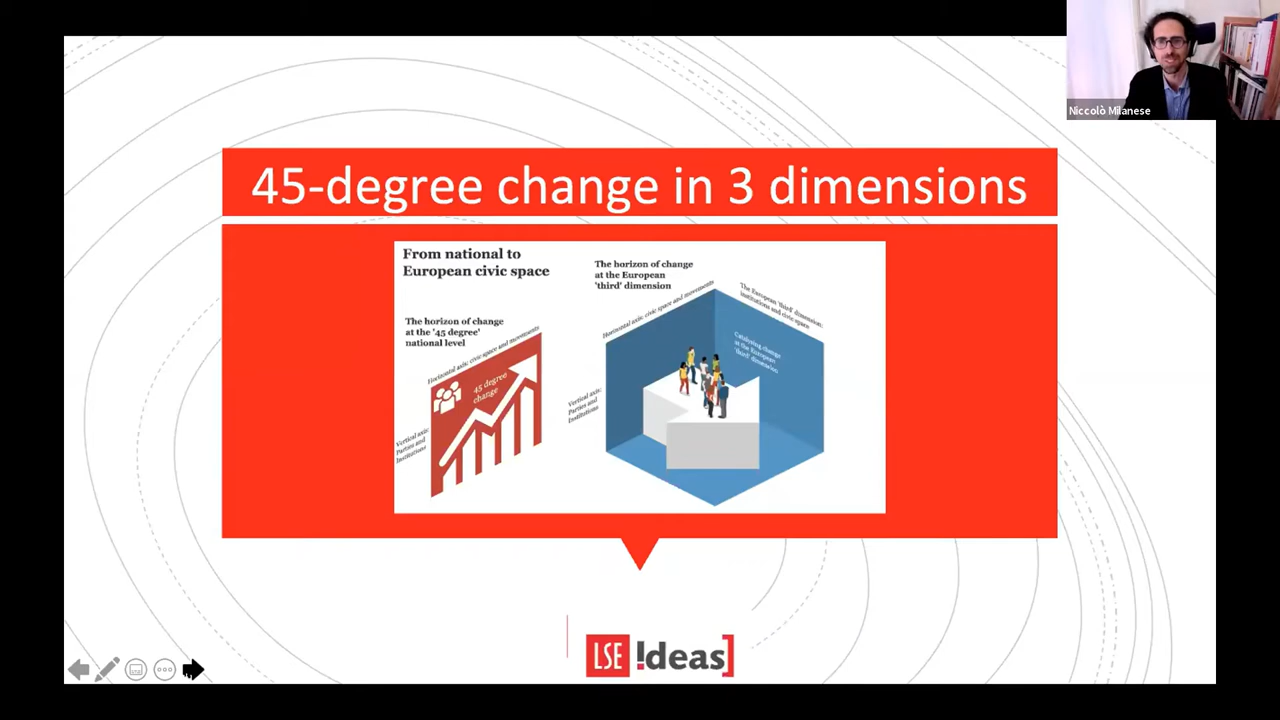 Niccolò Milanese
45-degree change in 3 dimensions
From national to
European civic space
The horizon of change
at the '45 degree'
national level
Horizontal axis: civic space and movements
45 degree
change
Vertical axis:
Parties and
Institutions
The horizon of change
at the European
'third' dimension
Horizontal axis: civic space and movements
The European 'third' dimension:
institutions and civic space
Catalysing change
at the European
'third' dimension
Vertical axis:
Parties and
Institutions
LSE Ideas